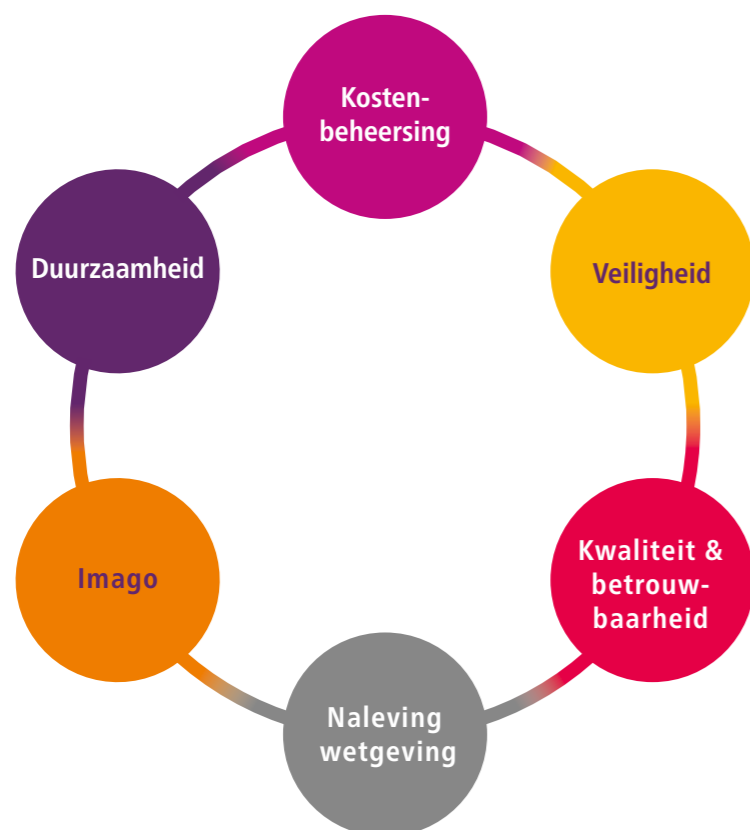 Kosten-
beheersing
Duurzaamheid
Veiligheid
Imago
Kwaliteit &
betrouw-
baarheid
Naleving
wetgeving